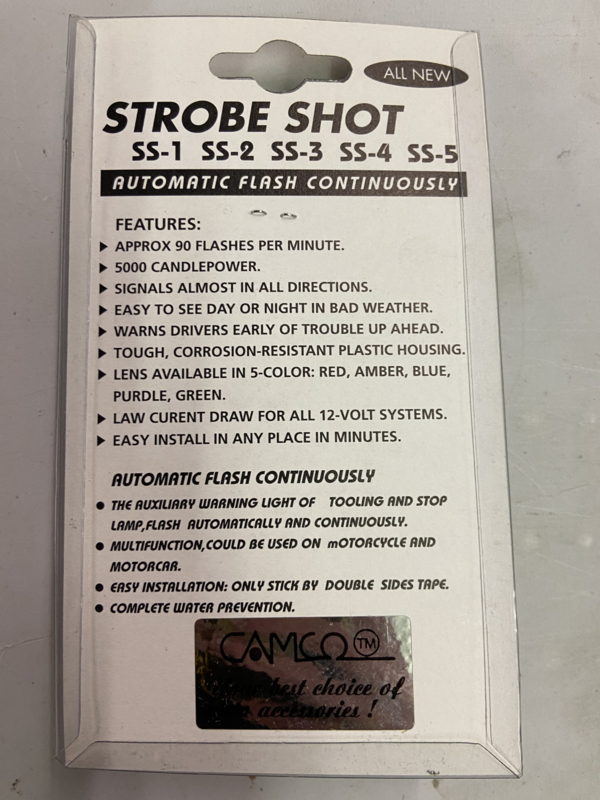 ALL NEW
STROBE SHOT
SS-1 SS-2 SS-3 SS-4 SS-5
AUTOMATIC FLASH CONTINUOUSLY
FEATURES:
▶ APPROX 90 FLASHES PER MINUTE.
▶ 5000 CANDLEPOWER.
▶ SIGNALS ALMOST IN ALL DIRECTIONS.
▶ EASY TO SEE DAY OR NIGHT IN BAD WEATHER.
▶ WARNS DRIVERS EARLY OF TROUBLE UP AHEAD.
▶ TOUGH, CORROSION-RESISTANT PLASTIC HOUSING.
▶ LENS AVAILABLE IN 5-COLOR: RED, AMBER, BLUE,
PURDLE, GREEN.
▶ LAW CURENT DRAW FOR ALL 12-VOLT SYSTEMS.
▶ EASY INSTALL IN ANY PLACE IN MINUTES.
AUTOMATIC FLASH CONTINUOUSLY
● THE AUXILIARY WARNING LIGHT OF TOOLING AND STOP
LAMP,FLASH AUTOMATICALLY AND CONTINUOUSLY.
● MULTIFUNCTION,COULD BE USED ON mOTORCYCLE AND
MOTORCAR.
● EASY INSTALLATION: ONLY STICK BY DOUBLE SIDES TAPE.
● COMPLETE WATER PREVENTION.
CAMCO TM
best choice of
accessories !